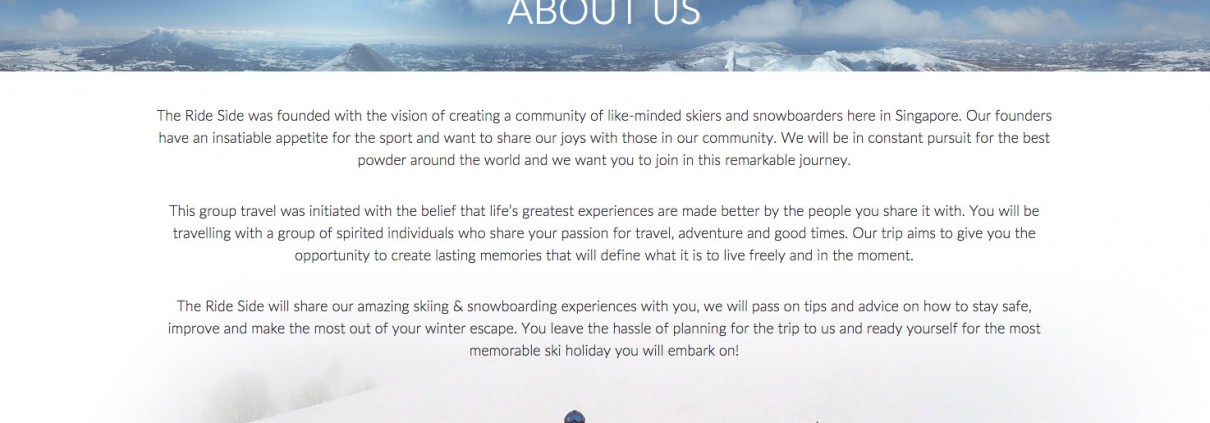 ABOUT US
The Ride Side was founded with the vision of creating a community of like-minded skiers and snowboarders here in Singapore. Our founders
have an insatiable appetite for the sport and want to share our joys with those in our community. We will be in constant pursuit for the best
powder around the world and we want you to join in this remarkable journey.
This group travel was initiated with the belief that life's greatest experiences are made better by the people you share it with. You will be
travelling with a group of spirited individuals who share your passion for travel, adventure and good times. Our trip aims to give you the
opportunity to create lasting memories that will define what it is to live freely and in the moment.
The Ride Side will share our amazing skiing & snowboarding experiences with you, we will pass on tips and advice on how to stay safe,
improve and make the most out of your winter escape. You leave the hassle of planning for the trip to us and ready yourself for the most
memorable ski holiday you will embark on!